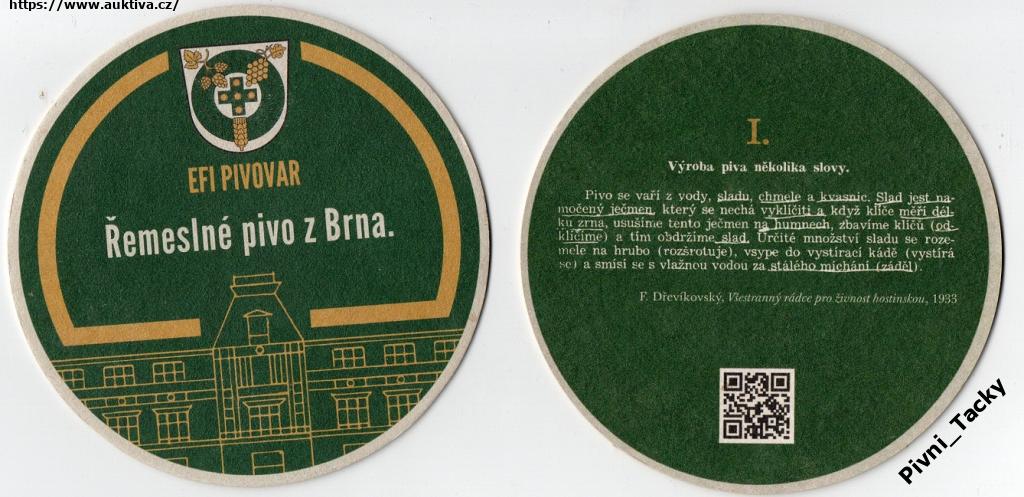 https://www.auktiva.cz/
EFI PIVOVAR
Řemeslné pivo z Brna.
I.
Výroba piva několika slovy.
Pivo se vaří z vody, sladu, chmele a kvasnic. Slad jest na-
močený ječmen, který se nechá vyklíčiti a když klíče měří dél-
ku zrna, usušíme tento ječmen na humnech, zbavíme klíčů (od-
klíčíme) a tím obdržíme slad. Určité množství sladu se roze-
mele na hrubo (rozšrotuje), vsype do vystírací kádě (vystírá
se) a smísí se s vlažnou vodou za stálého míchání (záděl).
F. Dřevíkovský, Všestranný rádce pro živnost hostinskou, 1933
Pivni_Tacky